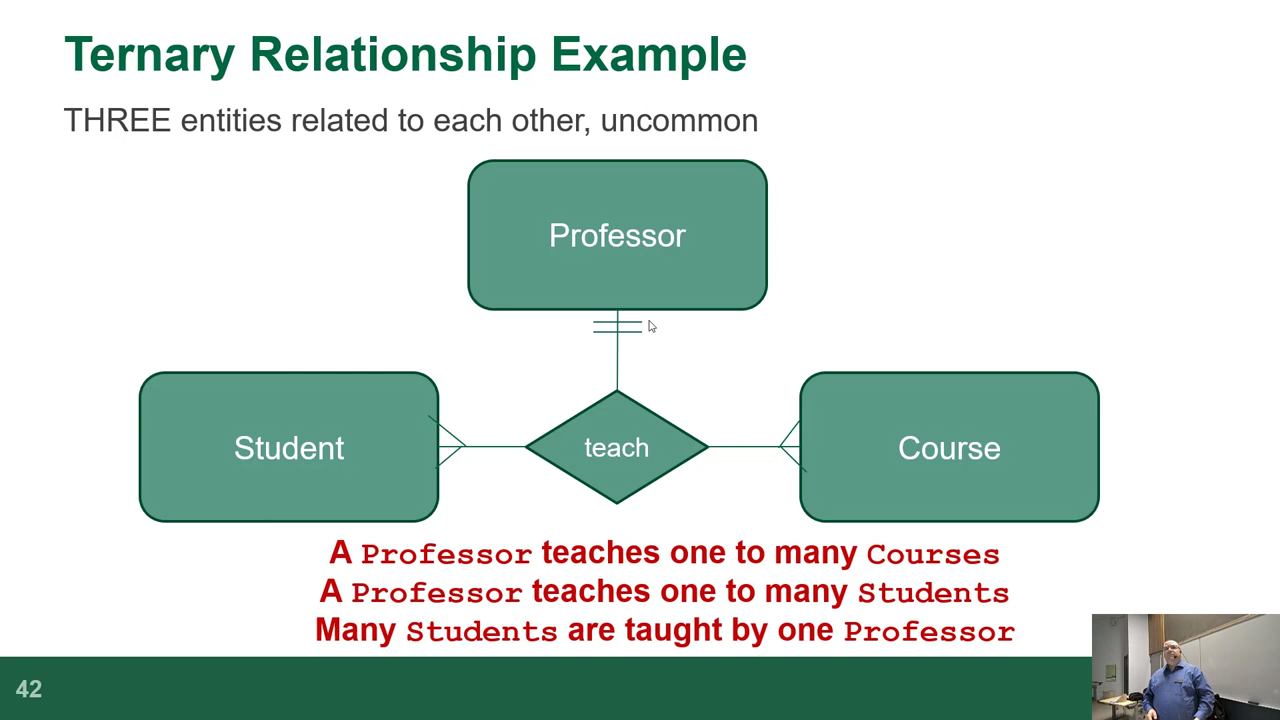 Ternary Relationship Example
THREE entities related to each other, uncommon
Professor
Student
teach
Course
A Professor teaches one to many Courses
A Professor teaches one to many Students
Many Students are taught by one Professor
42